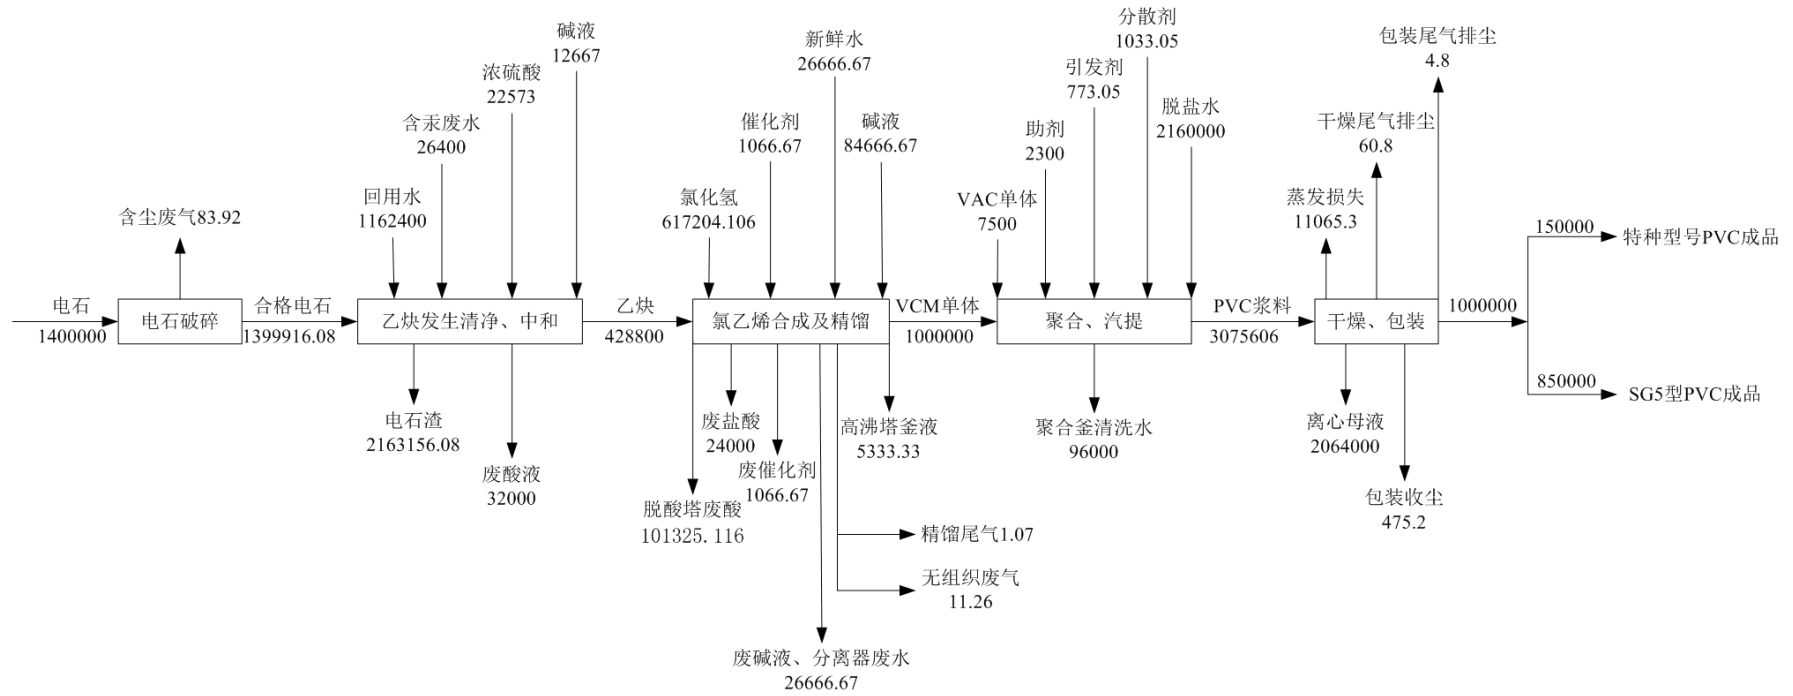 分散剂
1033.05
碱液
12667
新鲜水
26666.67
包装尾气排尘
4.8
浓硫酸
22573
引发剂
773.05
脱盐水
2160000
含汞废水
26400
催化剂
1066.67
碱液
84666.67
助剂
2300
干燥尾气排尘
60.8
回用水
1162400
氯化氢
617204.106
VAC单体
7500
蒸发损失
11065.3
含尘废气83.92
150000
特种型号PVC成品
电石
1400000
电石破碎
合格电石
1399916.08
乙炔发生清净、中和
乙炔
428800
氯乙烯合成及精馏
VCM单体
1000000
聚合、汽提
PVC浆料
3075606
干燥、包装
1000000
850000
SG5型PVC成品
电石渣
2163156.08
废酸液
32000
废盐酸
24000
高沸塔釜液
5333.33
聚合釜清洗水
96000
离心母液
2064000
废催化剂
1066.67
包装收尘
475.2
脱酸塔废酸
101325.116
精馏尾气1.07
无组织废气
11.26
废碱液、分离器废水
26666.67